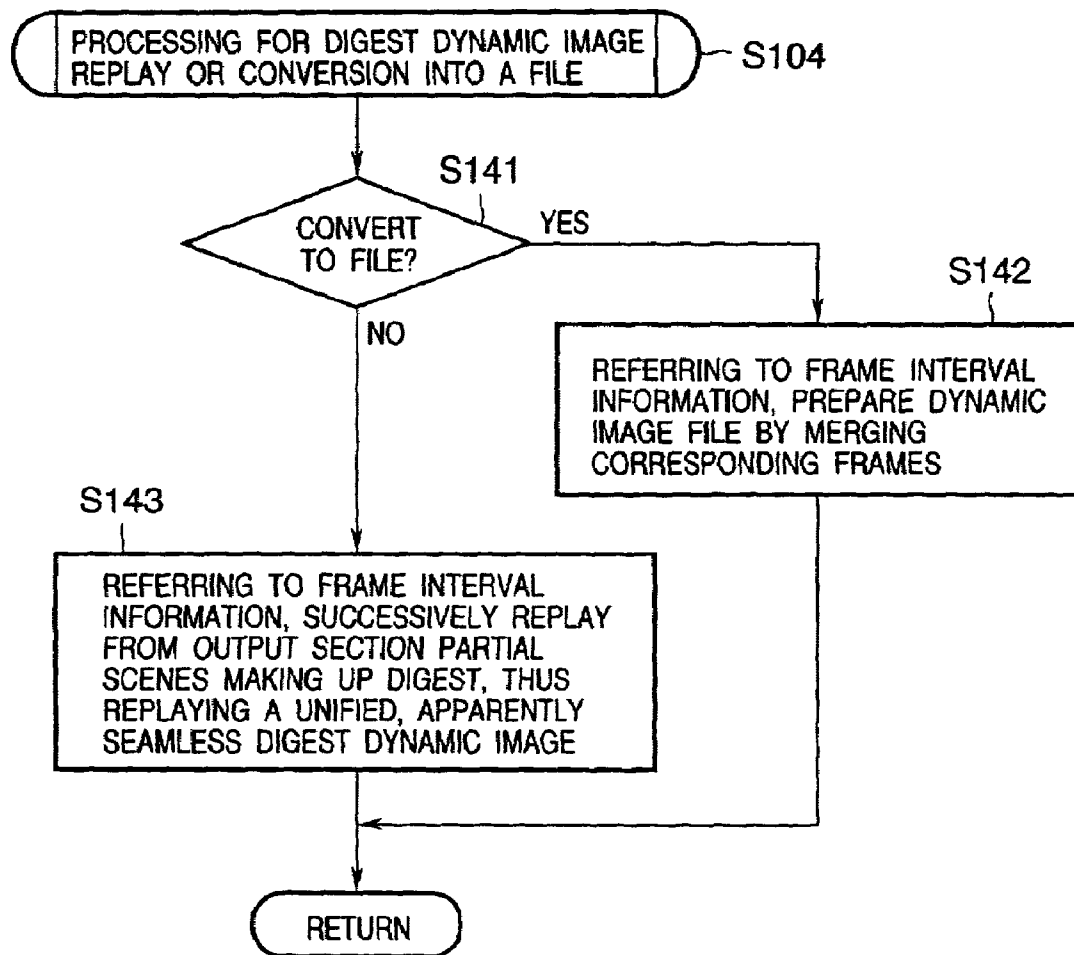 PROCESSING FOR DIGEST DYNAMIC IMAGE
REPLAY OR CONVERSION INTO A FILE
S104
S141
CONVERT
TO FILE?
YES
NO
S142
REFERRING TO FRAME INTERVAL
INFORMATION, PREPARE DYNAMIC
IMAGE FILE BY MERGING
CORRESPONDING FRAMES
S143
REFERRING TO FRAME INTERVAL
INFORMATION, SUCCESSIVELY REPLAY
FROM OUTPUT SECTION PARTIAL
SCENES MAKING UP DIGEST, THUS
REPLAYING A UNIFIED, APPARENTLY
SEAMLESS DIGEST DYNAMIC IMAGE
RETURN